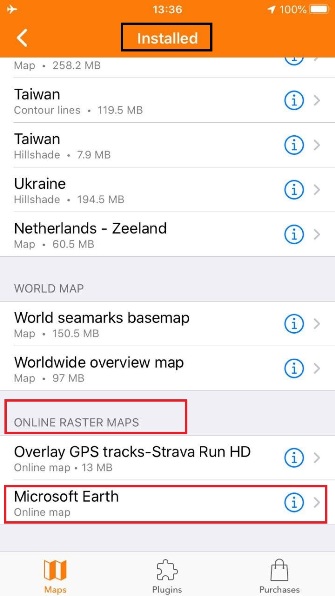 13:36
100%
Installed
Map • 258.2 MB
Taiwan
Contour lines • 119.5 MB
Taiwan
Hillshade • 7.9 MB
Ukraine
Hillshade • 194.5 MB
Netherlands - Zeeland
Map • 60.5 MB
WORLD MAP
World seamarks basemap
Map • 150.5 MB
Worldwide overview map
Map • 97 MB
ONLINE RASTER MAPS
Overlay GPS tracks-Strava Run HD
Online map • 13 MB
Microsoft Earth
Online map
Maps
Plugins
Purchases